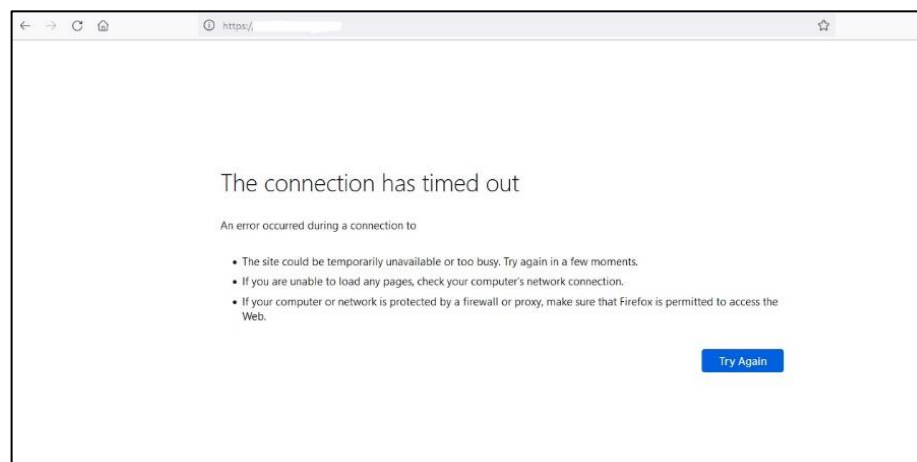 https:/
The connection has timed out
An error occurred during a connection to
• The site could be temporarily unavailable or too busy. Try again in a few moments.
• If you are unable to load any pages, check your computer's network connection.
• If your computer or network is protected by a firewall or proxy, make sure that Firefox is permitted to access the
Web.
Try Again